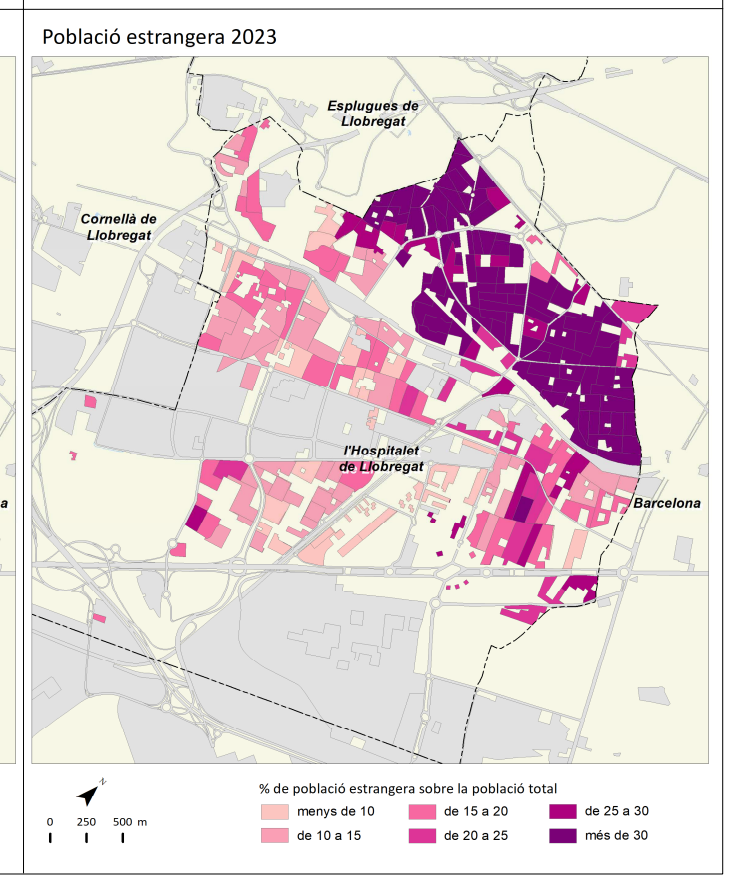 Població estrangera 2023
Esplugues de
Llobregat
Cornellà de
Llobregat
l'Hospitalet
de Llobregat
a
Barcelona
N
% de població estrangera sobre la població total
menys de 10
de 15 a 20
de 25 a 30
0 250 500 m
de 10 a 15
de 20 a 25
més de 30